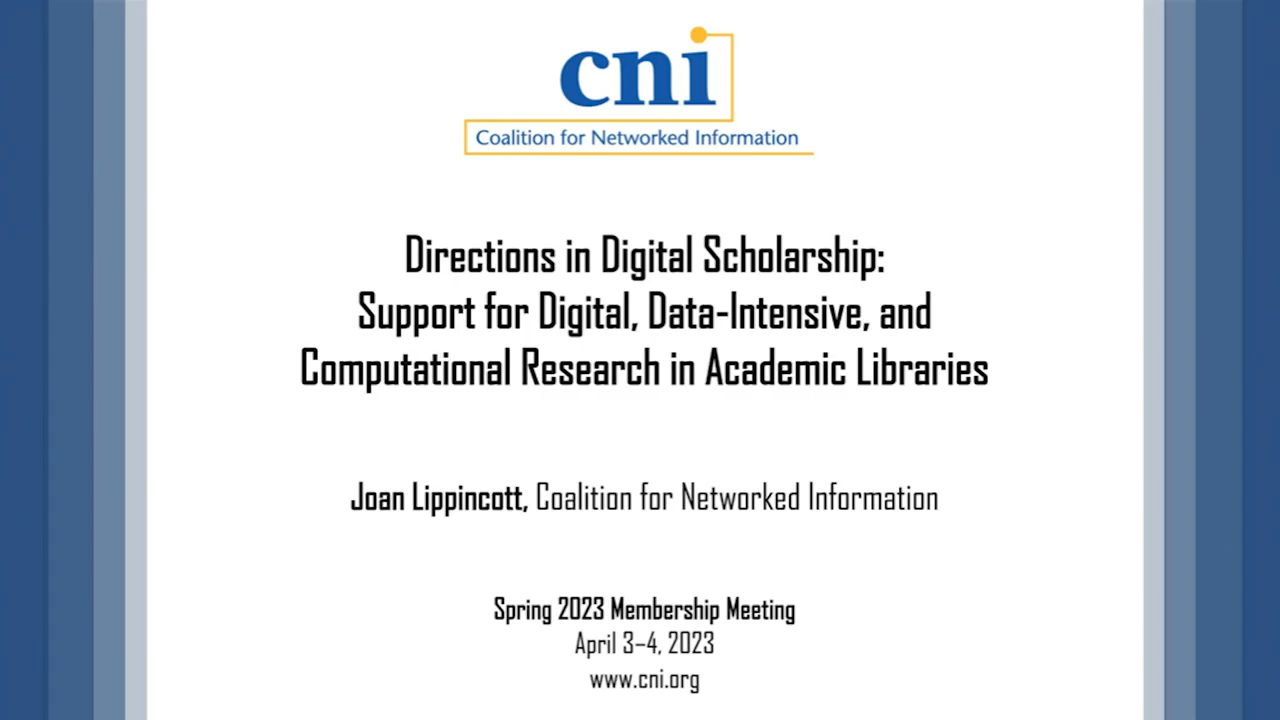 cni
Coalition for Networked Information
Directions in Digital Scholarship:
Support for Digital, Data-Intensive, and
Computational Research in Academic Libraries
Joan Lippincott, Coalition for Networked Information
Spring 2023 Membership Meeting
April 3–4, 2023
www.cni.org